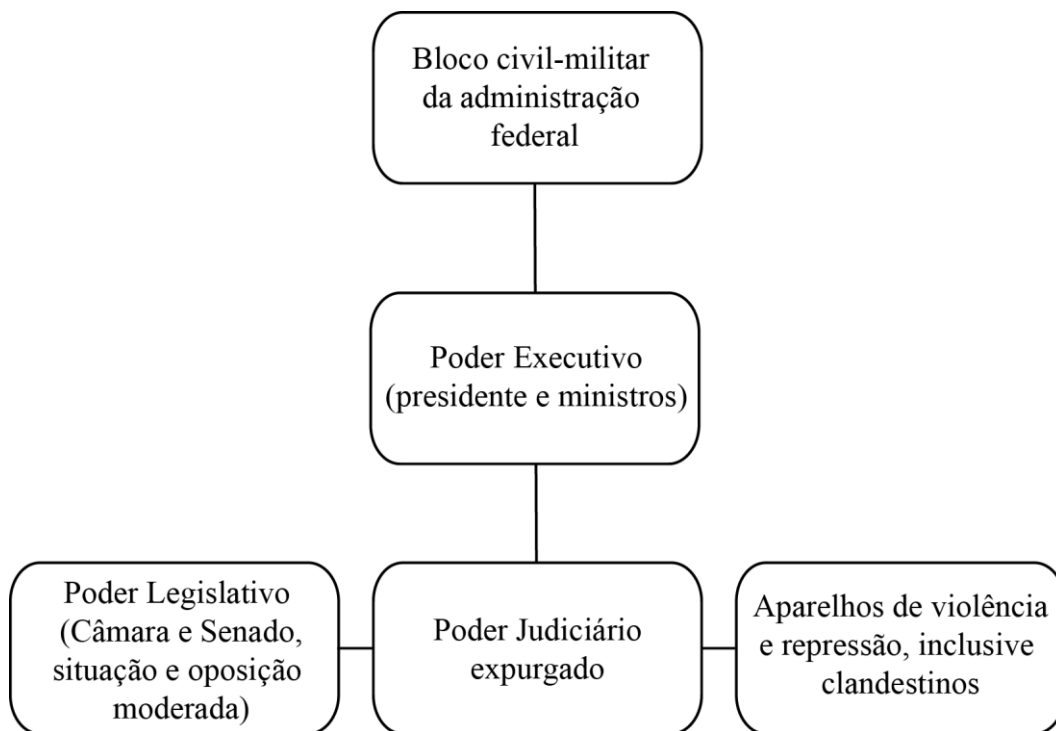 Bloco civil-militar
da administração
federal
Poder Executivo
(presidente e ministros)
Poder Legislativo
(Câmara e Senado,
situação e oposição
moderada)
Poder Judiciário
expurgado
Aparelhos de violência
e repressão, inclusive
clandestinos